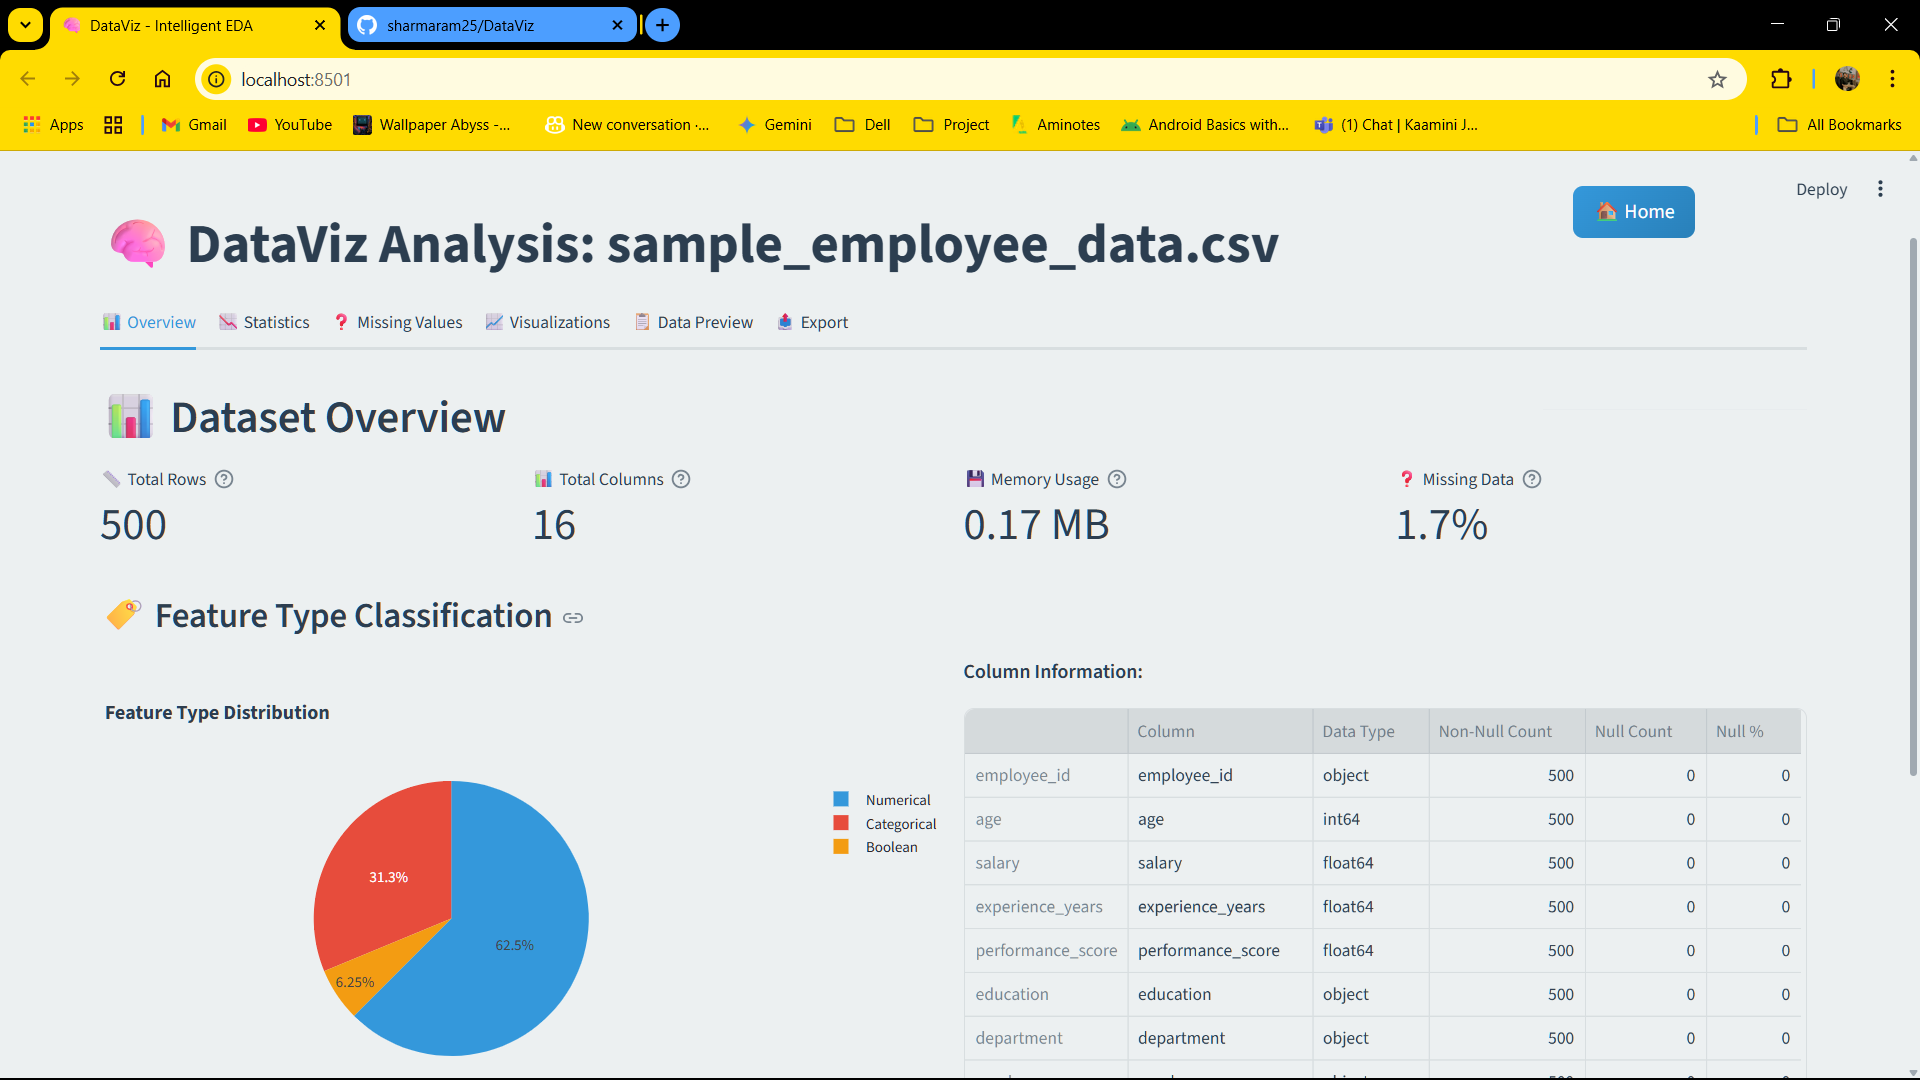 DataViz - Intelligent EDA
sharmaram25/DataViz
localhost:8501
Apps
Gmail
YouTube
Wallpaper Abyss -...
New conversation ·...
Gemini
Dell
Project
Aminotes
Android Basics with...
(1) Chat | Kaamini J...
All Bookmarks
Deploy
Home
DataViz Analysis: sample_employee_data.csv
Overview
Statistics
Missing Values
Visualizations
Data Preview
Export
Dataset Overview
Total Rows
500
Total Columns
16
Memory Usage
0.17 MB
Missing Data
1.7%
Feature Type Classification
Feature Type Distribution
Numerical
Categorical
Boolean
31.3%
62.5%
6.25%
Column Information:
Column Data Type Non-Null Count Null Count Null %
employee_id employee_id object 500 0 0
age age int64 500 0 0
salary salary float64 500 0 0
experience_years experience_years float64 500 0 0
performance_score performance_score float64 500 0 0
education education object 500 0 0
department department object 500 0 0